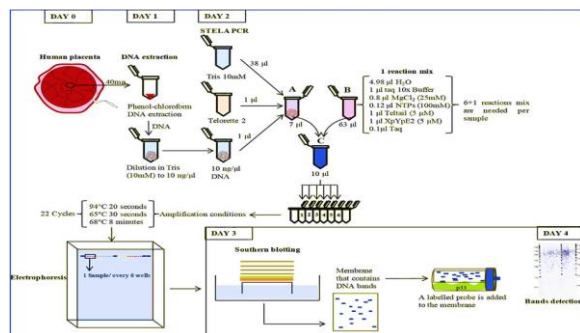 DAY 0
DAY 1
DAY 2
STELA PCR
Human placenta
DNA extraction
40mg
Phenol-chloroform
DNA extraction
DNA
Dilution in Tris
(10mM) to 10 ng/µl
Tris 10mM
38 µl
Telorette 2
1 µl
10 ng/µl
DNA
1 µl
A
7 µl
B
63 µl
C
10 µl
1 reaction mix
4.98 µl H₂O
1 µl taq 10x Buffer
0.8 µl MgCl₂ (25mM)
0.12 µl NTPs (100mM)
1 µl Teltail (5 µM)
1 µl XpYpE2 (5 µM)
0.1µl Taq
6+1 reactions mix
are needed per
sample
1 2 3 4 5 6
22 Cycles
94°C 20 seconds
65°C 30 seconds
68°C 8 minutes
Amplification conditions
Electrophoresis
1 Sample/ every 6 wells
DAY 3
Southern blotting
Membrane
that contains
DNA bands
A labelled probe is added
to the membrane
DAY 4
Bands detection